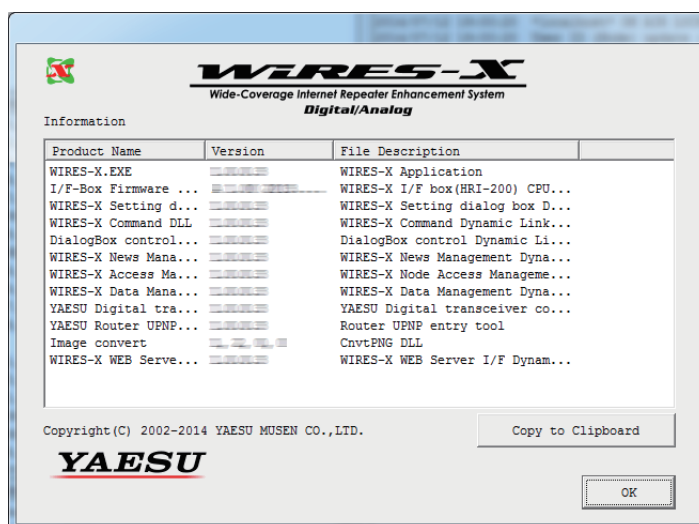 WIRES-X
Wide-Coverage Internet Repeater Enhancement System
Digital/Analog
Information
Product Name Version File Description
WIRES-X.EXE WIRES-X Application
I/F-Box Firmware ... WIRES-X I/F box(HRI-200) CPU...
WIRES-X Setting d... WIRES-X Setting dialog box D...
WIRES-X Command DLL WIRES-X Command Dynamic Link...
DialogBox control... DialogBox control Dynamic Li...
WIRES-X News Mana... WIRES-X News Management Dyna...
WIRES-X Access Ma... WIRES-X Node Access Manageme...
WIRES-X Data Mana... WIRES-X Data Management Dyna...
YAESU Digital tra... YAESU Digital transceiver co...
YAESU Router UPNP... Router UPNP entry tool
Image convert CnvtPNG DLL
WIRES-X WEB Serve... WIRES-X WEB Server I/F Dynam...
Copyright(C) 2002-2014 YAESU MUSEN CO.,LTD. Copy to Clipboard
YAESU
OK